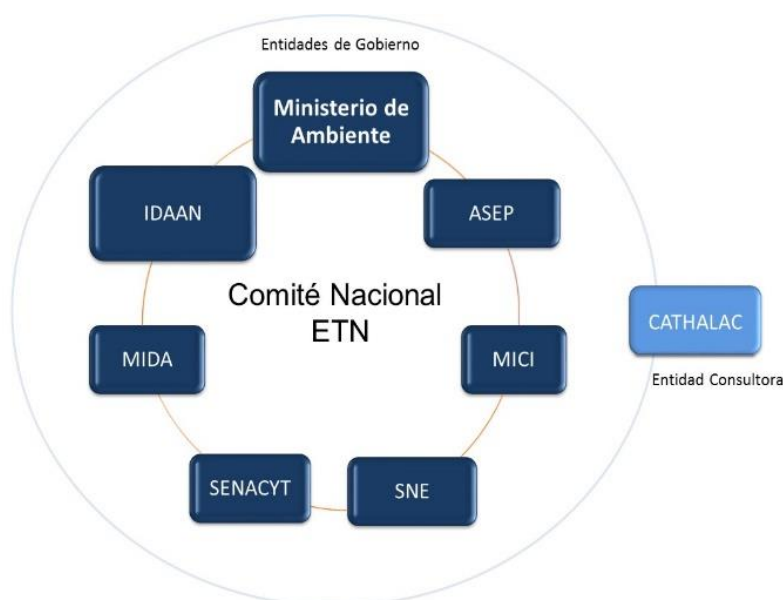 Entidades de Gobierno
Ministerio de
Ambiente
IDAAN
ASEP
Comité Nacional
ETN
CATHALAC
MIDA
MICI
Entidad Consultora
SENACYT
SNE